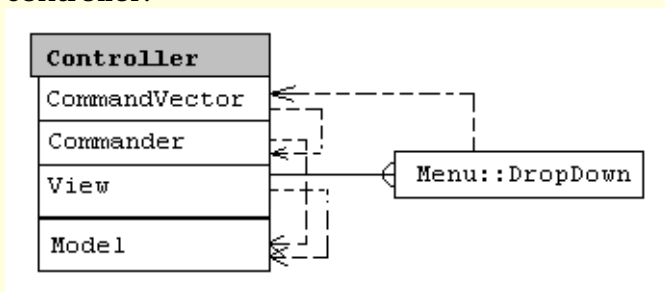 Controller
CommandVector
Commander
View
Menu::DropDown
Model